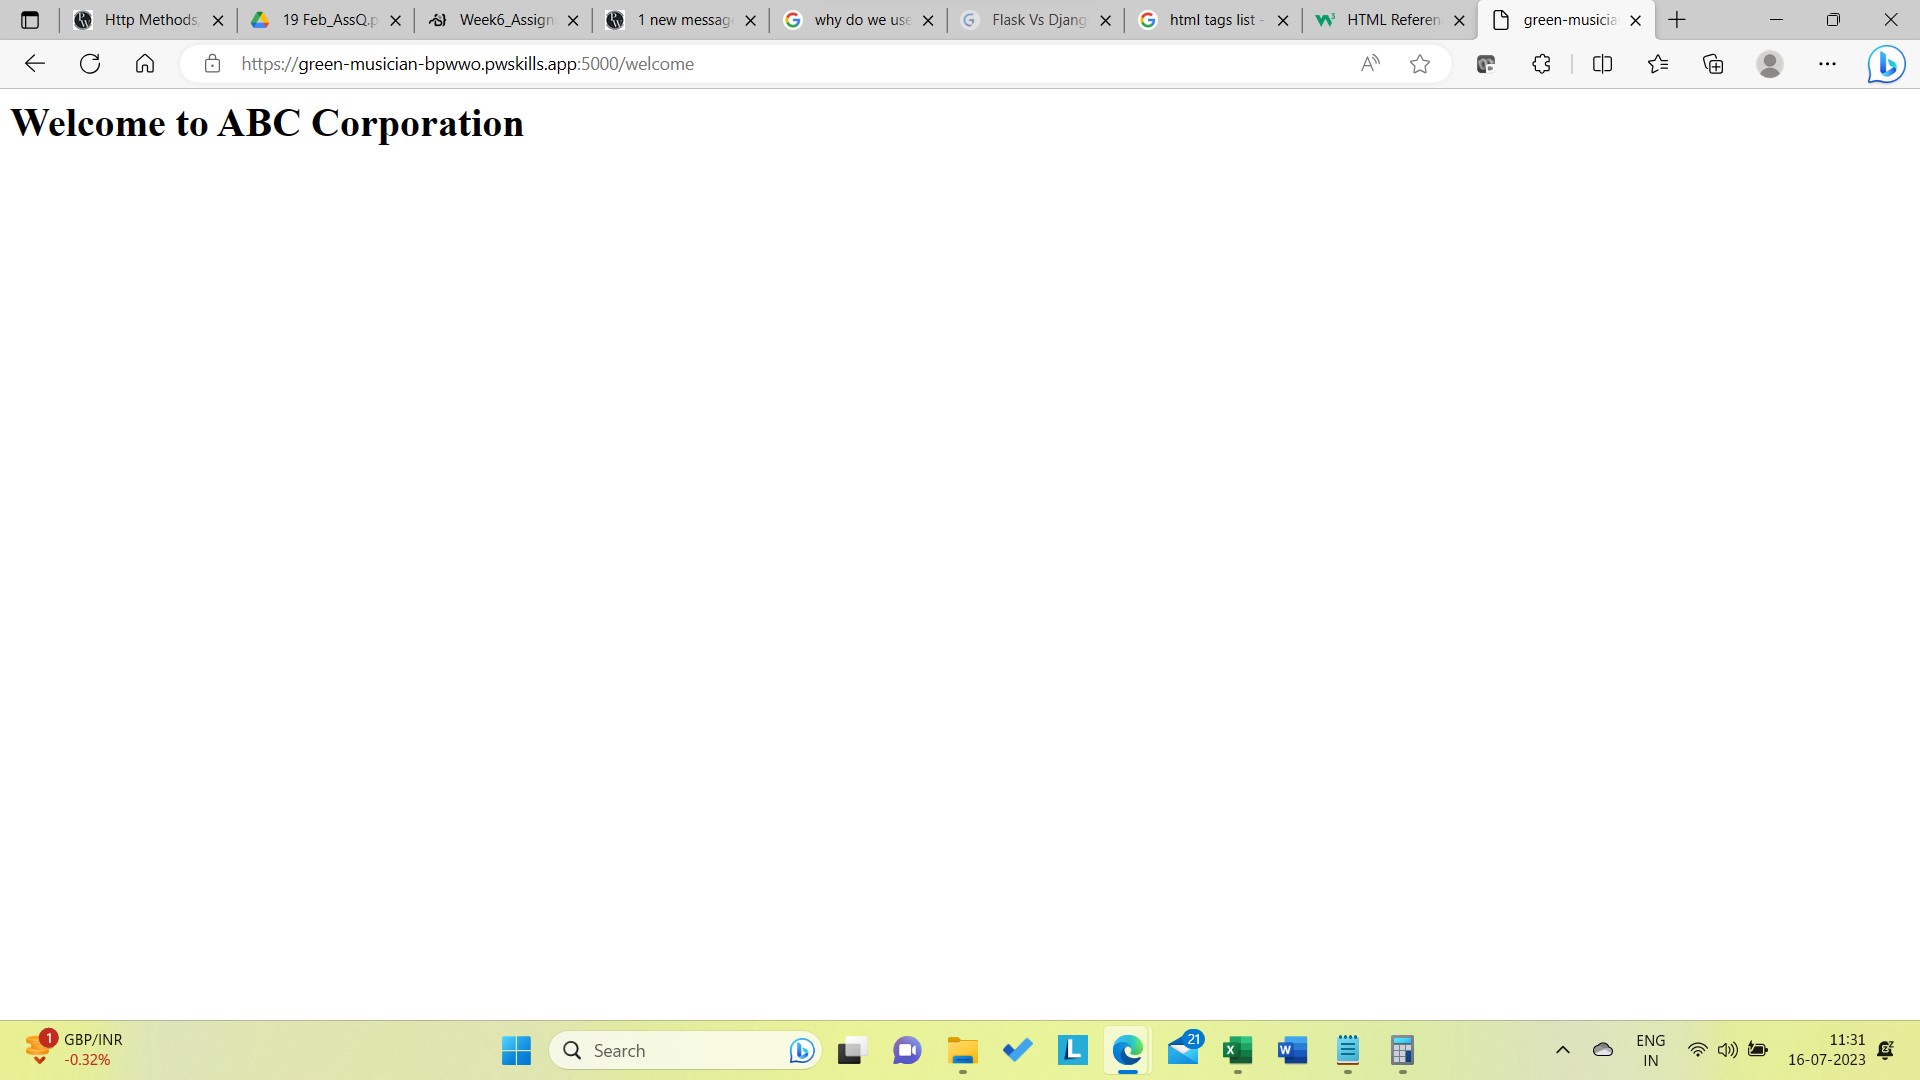 Http Methods,
19 Feb_AssQ.p
Week6_Assign
1 new messag
why do we use
Flask Vs Djang
html tags list -
HTML Referen
green-musicia
https://green-musician-bpwwo.pwskills.app:5000/welcome
Welcome to ABC Corporation
1
GBP/INR
-0.32%
Search
21
ENG
IN
11:31
16-07-2023